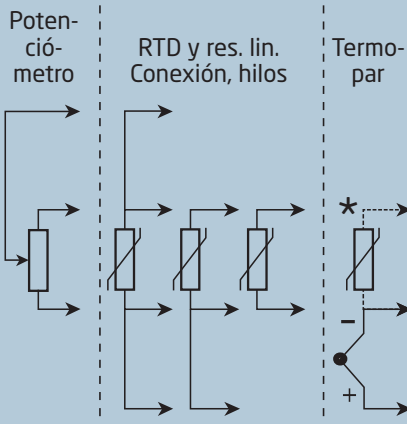 Poten-
ció-
metro
RTD y res. lin.
Conexión, hilos
Termo-
par
*
–
+